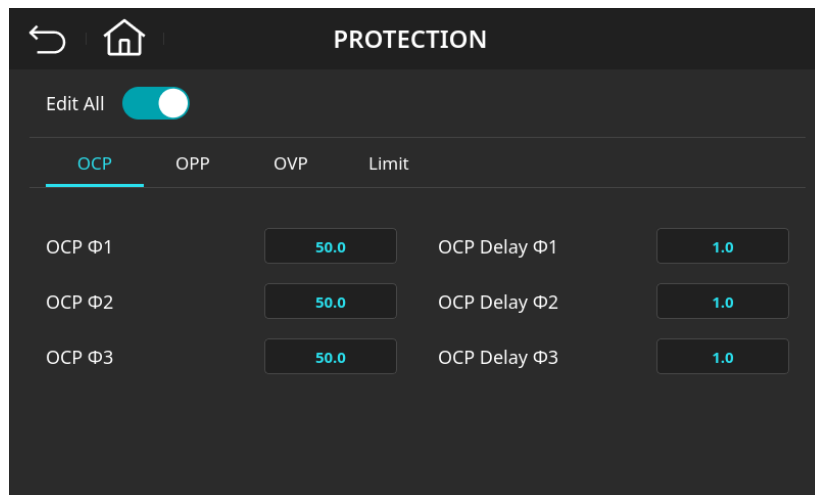 PROTECTION
Edit All
OCP OPP OVP Limit
OCP Φ1 50.0 OCP Delay Φ1 1.0
OCP Φ2 50.0 OCP Delay Φ2 1.0
OCP Φ3 50.0 OCP Delay Φ3 1.0